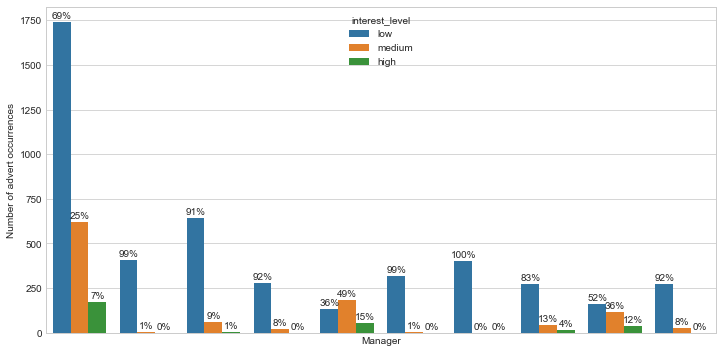 interest_level
low
medium
high
Number of advert occurrences
1750
1500
1250
1000
750
500
250
0
69% 25% 7%
99% 1% 0%
91% 9% 1%
92% 8% 0%
36% 49% 15%
99% 1% 0%
100% 0% 0%
83% 13% 4%
52% 36% 12%
92% 8% 0%
Manager